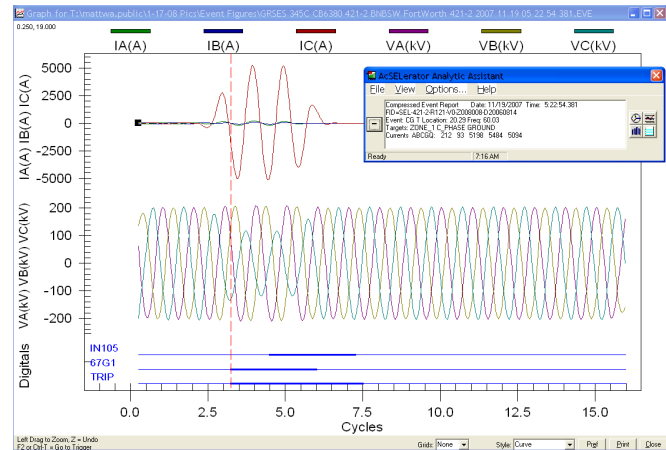 Graph for T:\mattwa.public\1-17-08 Pics\Event Figures\GRSES 345C CB6380 421-2 BNBSW FortWorth 421-2 2007 11 19 05 22 54 381.EVE
0.250, 19.000
IA(A) IB(A) IC(A) VA(kV) VB(kV) VC(kV)
IA(A) IB(A) IC(A)
5000
2500
-0
-2500
-5000
AcSELerator Analytic Assistant
File View Options... Help
Compressed Event Report Date: 11/19/2007 Time: 5:22:54.381
FID=SEL-421-2-R121-V0-Z008008-D20060814
Event: CG T Location: 20.29 Freq: 60.03
Targets: ZONE_1 C_PHASE GROUND
Currents ABCGQ: 212 93 5198 5484 5094
Ready 7:16 AM
VA(kV) VB(kV) VC(kV)
200
100
0
-100
-200
Digitals
IN105
67G1
TRIP
0.0 2.5 5.0 7.5 10.0 12.5 15.0
Cycles
Left Drag to Zoom, Z = Undo
F2 or Ctrl-T = Go to Trigger
Grids: None Style: Curve Pref Print Close